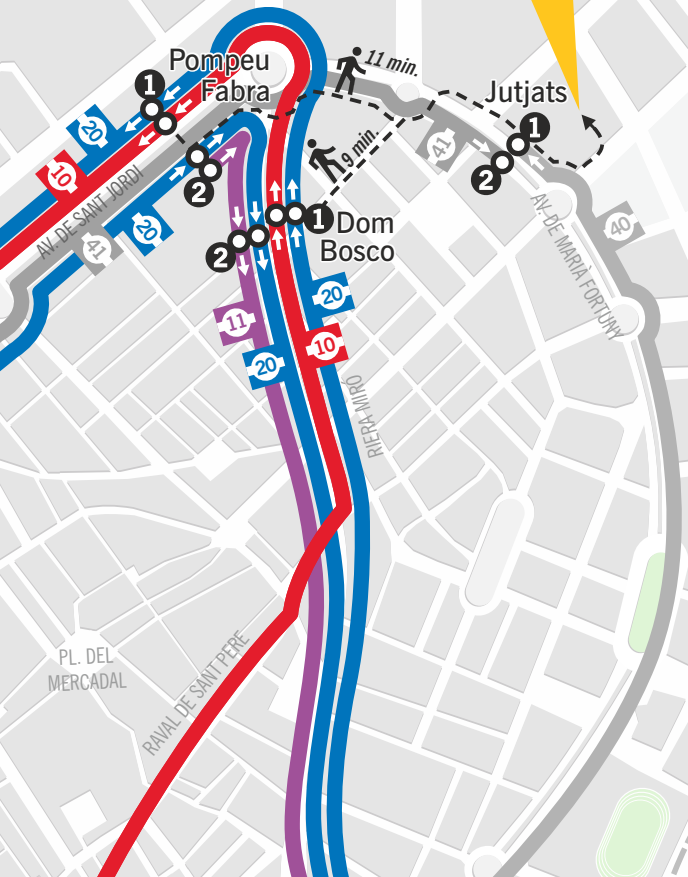 Pompeu
Fabra
11 min.
Jutjats
1
20
10
2
AV. DE SANT JORDI
41
20
9 min.
1
Dom
Bosco
2
41
1
2
AV. DE MARIÀ FORTUNY
40
11
20
20
10
RIERA MIRÓ
PL. DEL
MERCADAL
RAVAL DE SANT PERE